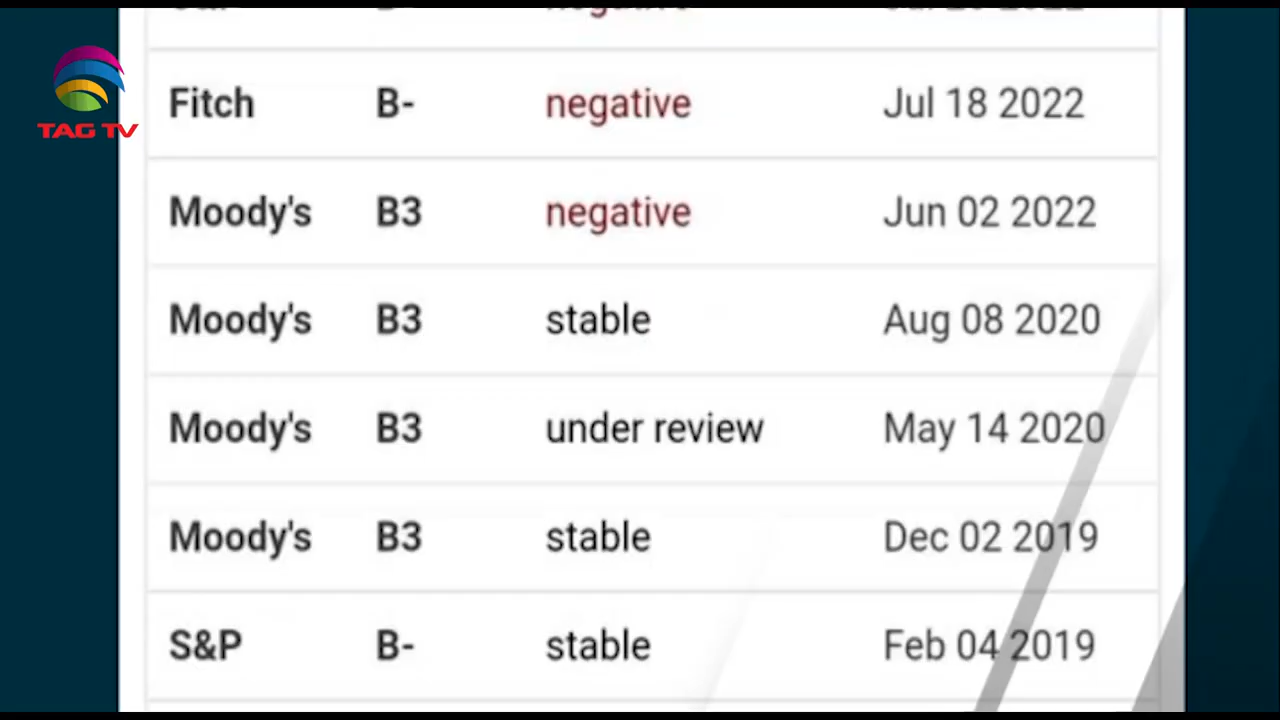 TAG TV
Fitch B- negative Jul 18 2022
Moody's B3 negative Jun 02 2022
Moody's B3 stable Aug 08 2020
Moody's B3 under review May 14 2020
Moody's B3 stable Dec 02 2019
S&P B- stable Feb 04 2019